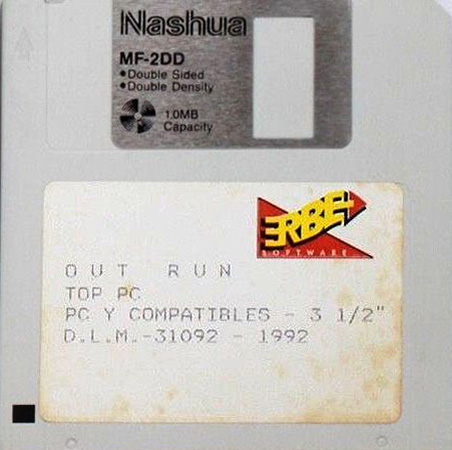 Nashua
MF-2DD
•Double Sided
•Double Density
1.0MB
Capacity
ERBE
SOFTWARE
OUT RUN
TOP PC
PC Y COMPATIBLES - 3 1/2"
D.L.M.-31092 - 1992